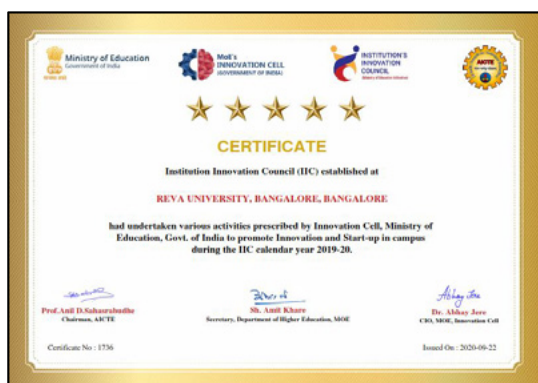 Ministry of Education
Government of India
MoE's
INNOVATION CELL
(GOVERNMENT OF INDIA)
INSTITUTION'S
INNOVATION
COUNCIL
AICTE
CERTIFICATE
Institution Innovation Council (IIC) established at
REVA UNIVERSITY, BANGALORE, BANGALORE
had undertaken various activities prescribed by Innovation Cell, Ministry of
Education, Govt. of India to promote Innovation and Start-up in campus
during the IIC calendar year 2019-20.
Prof.Anil D.Sahasrabudhe
Chairman, AICTE
Sh. Amit Khare
Secretary, Department of Higher Education, MOE
Abhay Jere
Dr. Abhay Jere
CIO, MOE, Innovation Cell
Certificate No : 1736
Issued On : 2020-09-22